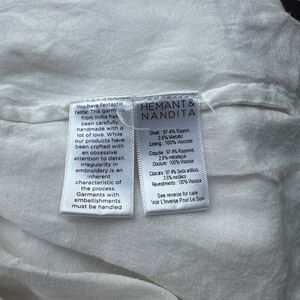 You have fantastic
taste! This garment
from India has
been carefully
handmade with a
lot of love. While
our products have
been crafted with
an obsessive
attention to detail,
irregularity in
embroidery is an
inherent
characteristic of
the process.
Garments with
embellishments
must be handled
HEMANT &
NANDITA
Shell : 97.4% Rayon,
2.6% Metallic
Lining : 100% Viscose
Coquille : 97.4% Rayonne,
2.6% metallique
Doublure : 100% Viscose
Cáscara : 97.4% Seda artificial,
2.6% metálico
Revestimiento : 100% Viscosa
See reverse for care
Voir L'inverse Pour Le Soin